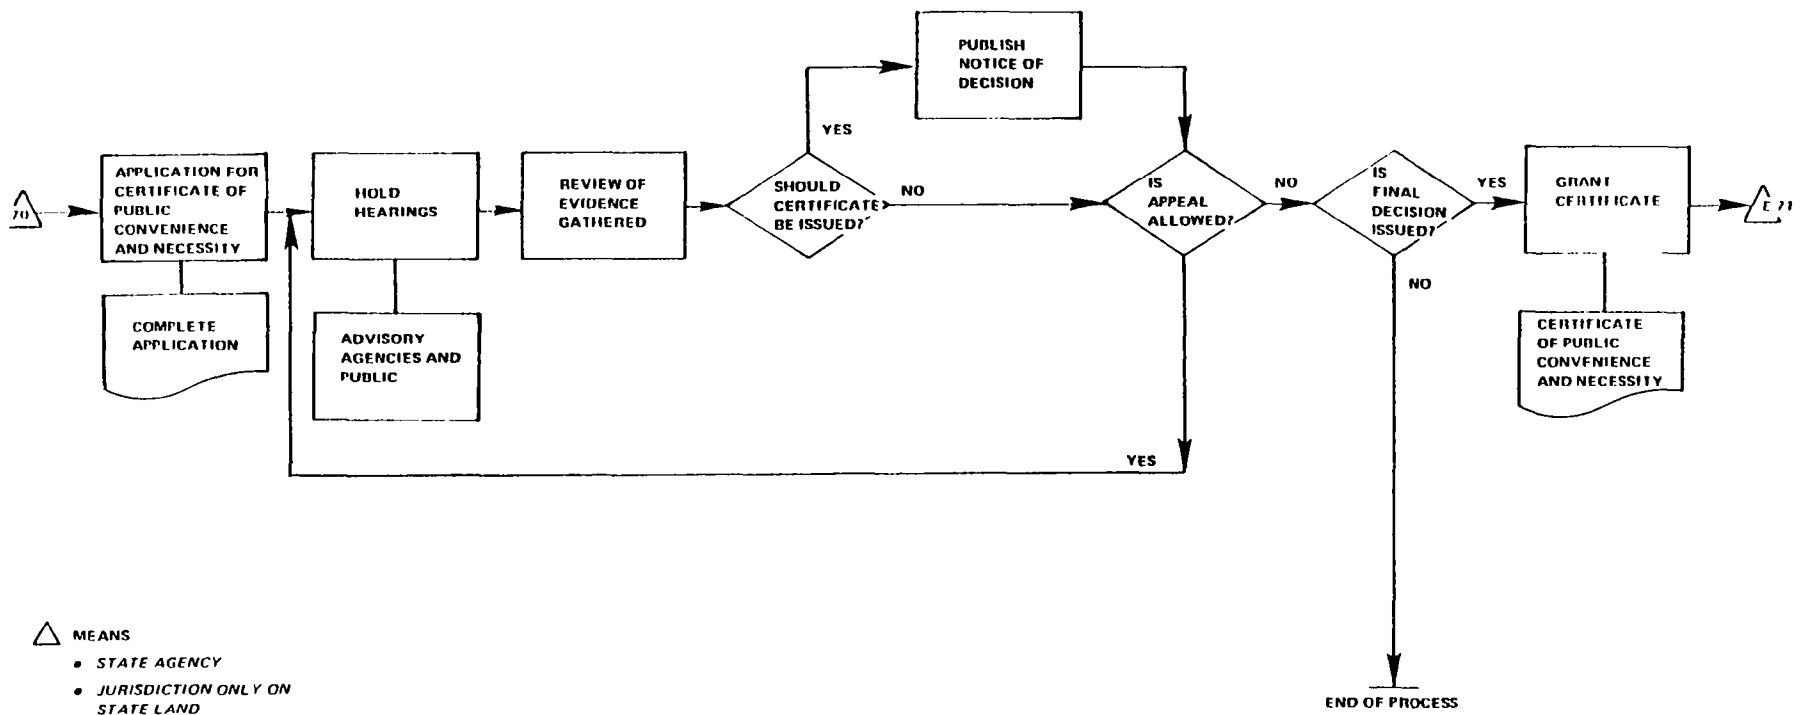 PUBLISH
NOTICE OF
DECISION
YES
APPLICATION FOR
CERTIFICATE OF
PUBLIC
CONVENIENCE
AND NECESSITY
HOLD
HEARINGS
REVIEW OF
EVIDENCE
GATHERED
SHOULD
CERTIFICATE
BE ISSUED?
NO
IS
APPEAL
ALLOWED?
NO
IS
FINAL
DECISION
ISSUED?
YES
GRANT
CERTIFICATE
NO
COMPLETE
APPLICATION
ADVISORY
AGENCIES AND
PUBLIC
CERTIFICATE
OF PUBLIC
CONVENIENCE
AND NECESSITY
YES
MEANS
• STATE AGENCY
• JURISDICTION ONLY ON
STATE LAND
END OF PROCESS